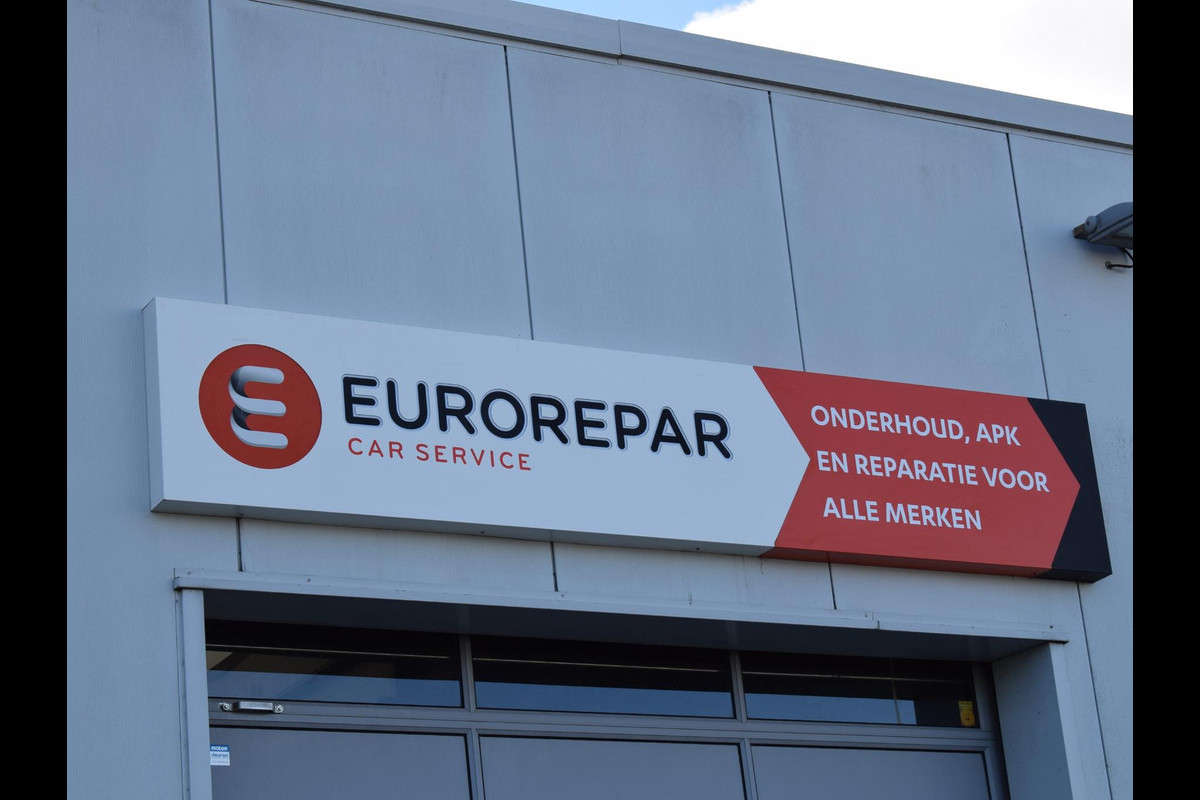 EUROREPAR
CAR SERVICE
ONDERHOUD, APK
EN REPARATIE VOOR
ALLE MERKEN